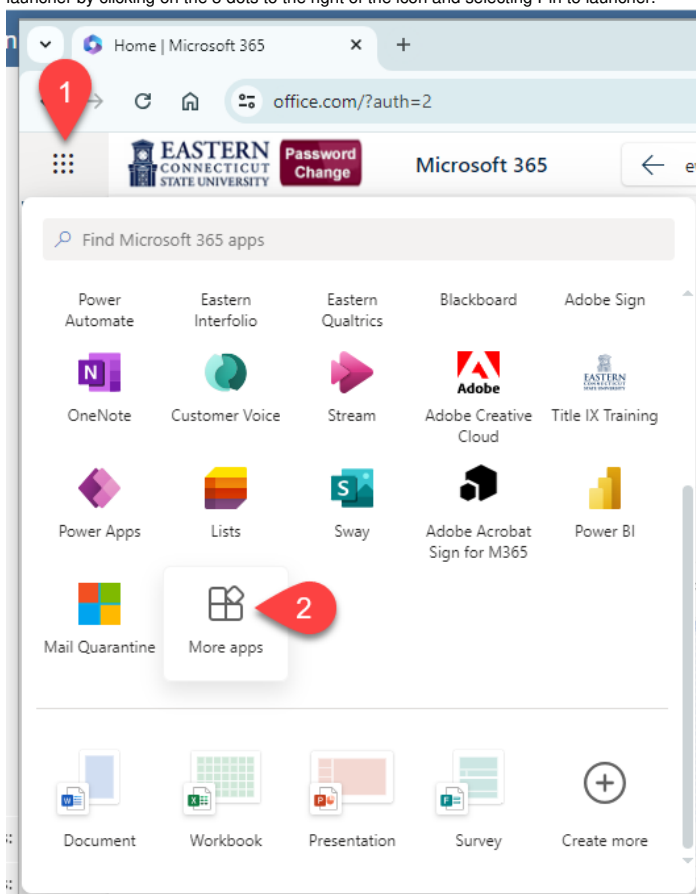 launcher by clicking on the 3 dots to the right of the icon and selecting Pin to launcher.
Home | Microsoft 365
1
office.com/?auth=2
EASTERN
CONNECTICUT
STATE UNIVERSITY
Password
Change
Microsoft 365
Find Microsoft 365 apps
Power
Automate
Eastern
Interfolio
Eastern
Qualtrics
Blackboard
Adobe Sign
N
Adobe
EASTERN
OneNote
Customer Voice
Stream
Adobe Creative
Cloud
Title IX Training
S
Power Apps
Lists
Sway
Adobe Acrobat
Sign for M365
Power BI
2
Mail Quarantine
More apps
W
X
P
F
Document
Workbook
Presentation
Survey
Create more